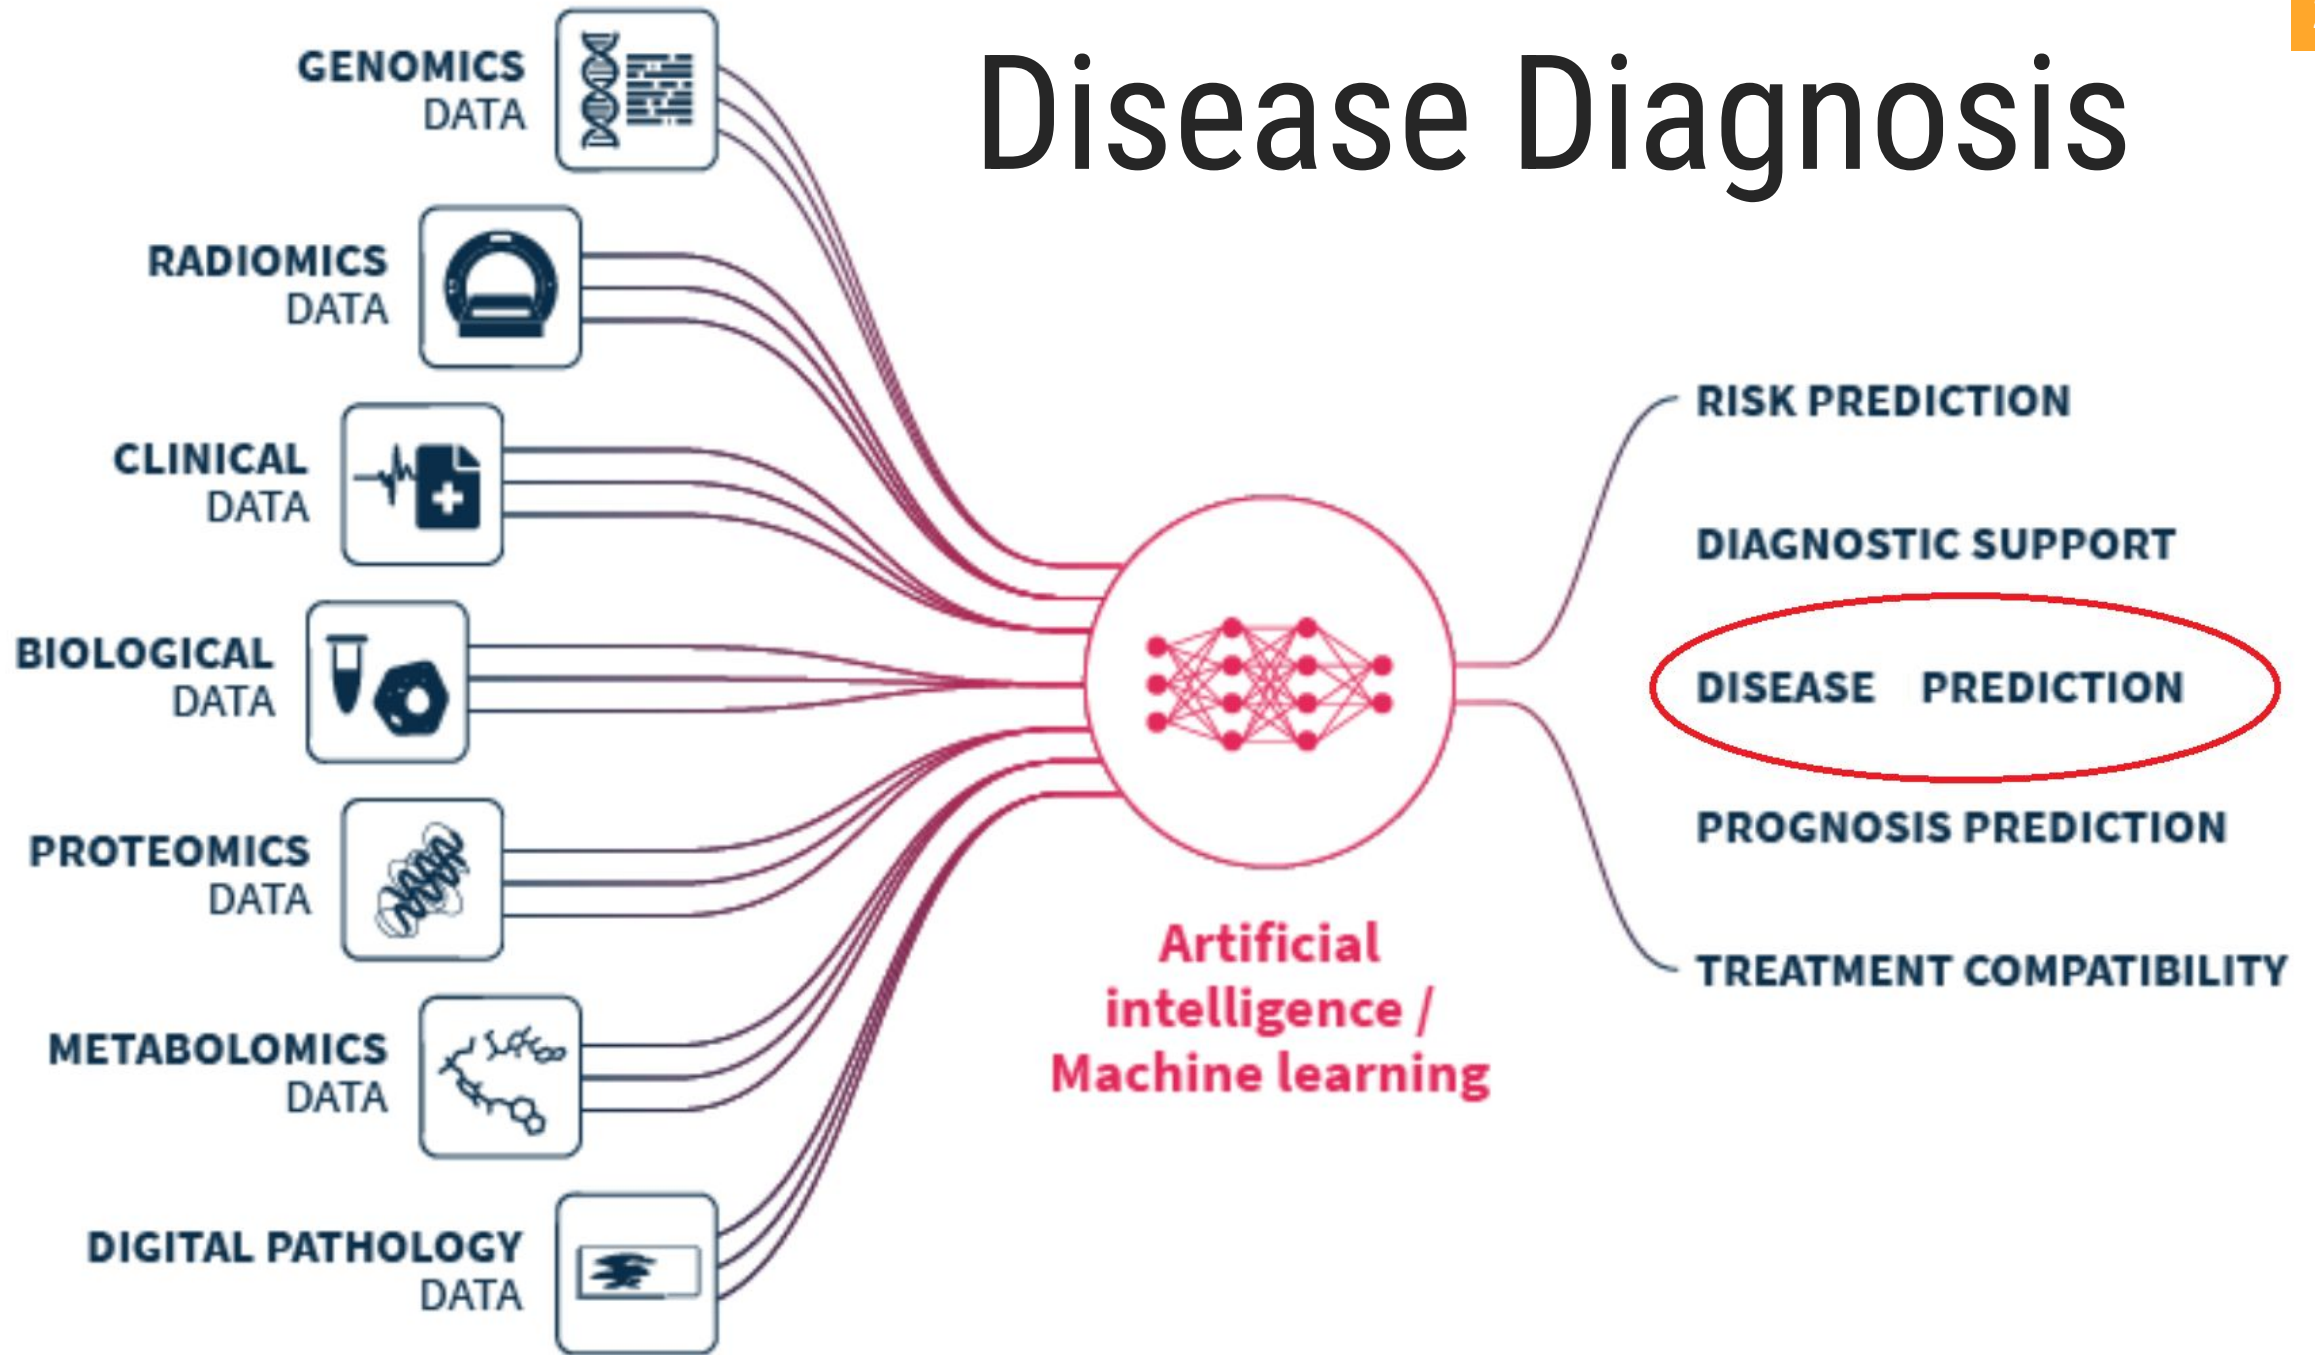 Disease Diagnosis
GENOMICS
DATA
RADIOMICS
DATA
CLINICAL
DATA
BIOLOGICAL
DATA
PROTEOMICS
DATA
METABOLOMICS
DATA
DIGITAL PATHOLOGY
DATA
Artificial
intelligence /
Machine learning
RISK PREDICTION
DIAGNOSTIC SUPPORT
DISEASE PREDICTION
PROGNOSIS PREDICTION
TREATMENT COMPATIBILITY